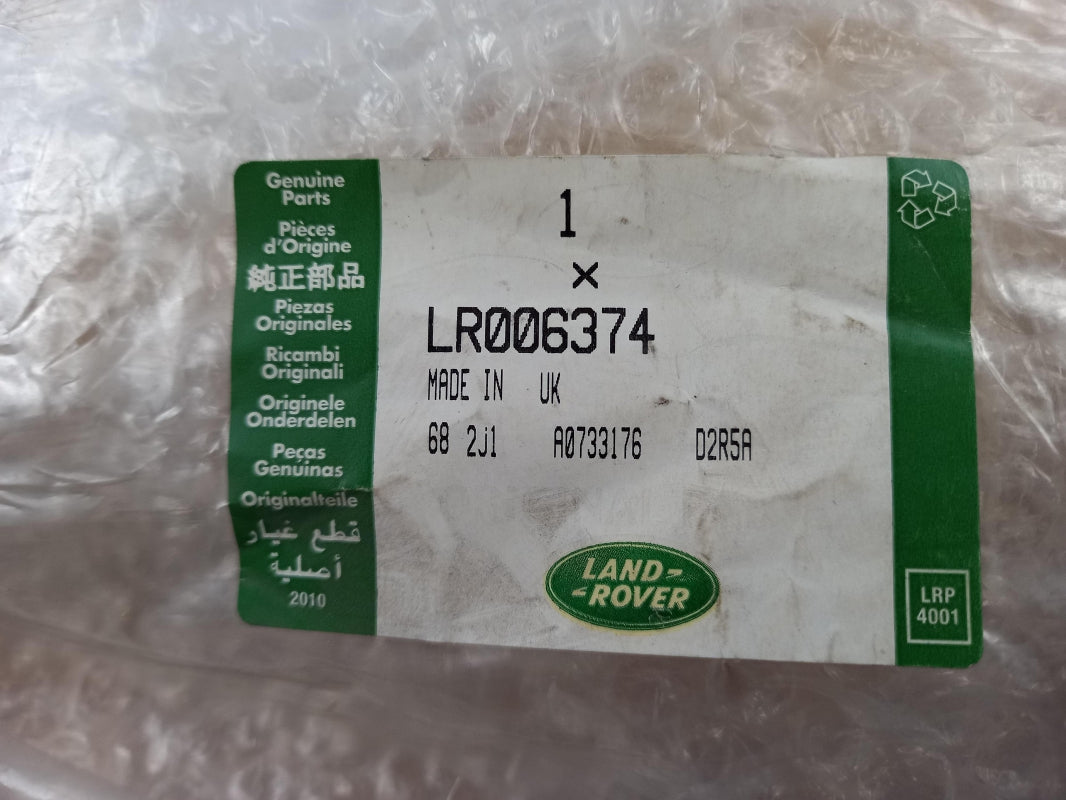 Genuine
Parts
Pièces
d'Origine
純正部品
Piezas
Originales
Ricambi
Originali
Originele
Onderdelen
Peças
Genuínas
Originalteile
قطع غيار
أصلية
2010
1
×
LR006374
MADE IN UK
68 2J1 A0733176 D2R5A
LAND-
-ROVER
LRP
4001